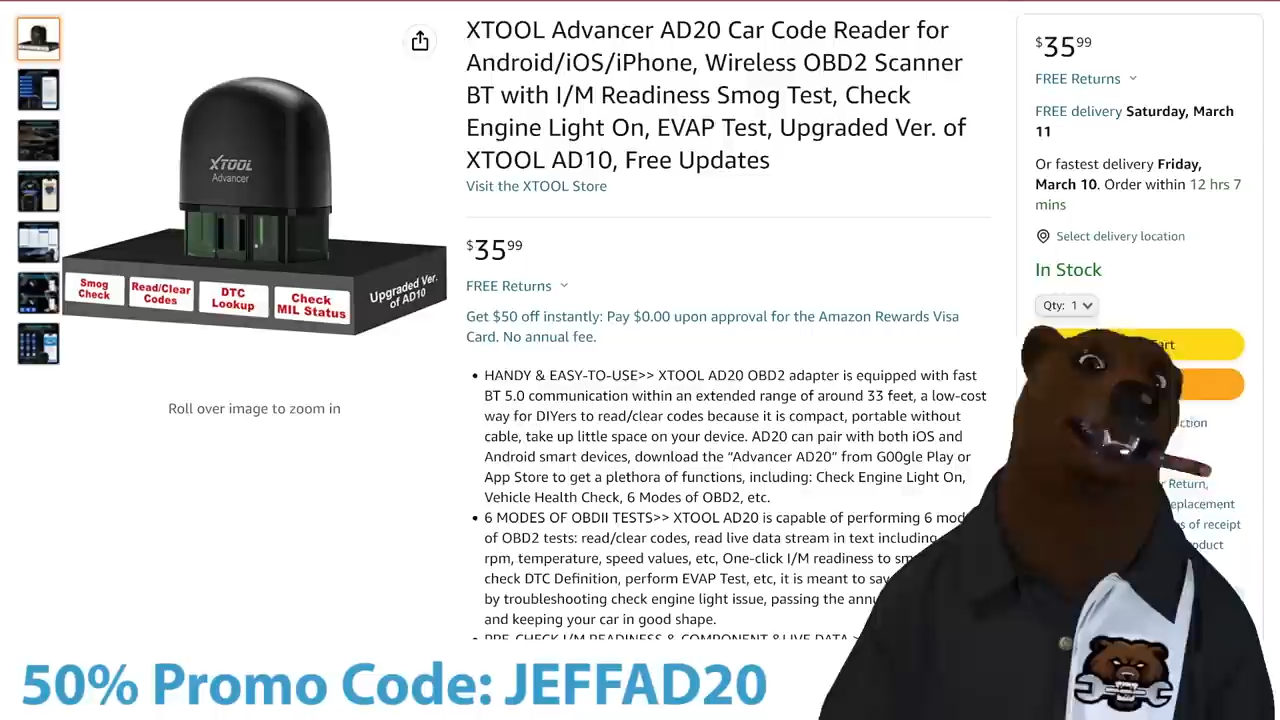 XTOOL Advancer AD20 Car Code Reader for
Android/iOS/iPhone, Wireless OBD2 Scanner
BT with I/M Readiness Smog Test, Check
Engine Light On, EVAP Test, Upgraded Ver. of
XTOOL AD10, Free Updates
Visit the XTOOL Store
$35 99
FREE Returns
Get $50 off instantly: Pay $0.00 upon approval for the Amazon Rewards Visa
Card. No annual fee.
• HANDY & EASY-TO-USE>> XTOOL AD20 OBD2 adapter is equipped with fast
BT 5.0 communication within an extended range of around 33 feet, a low-cost
way for DIYers to read/clear codes because it is compact, portable without
cable, take up little space on your device. AD20 can pair with both iOS and
Android smart devices, download the “Advancer AD20” from G00gle Play or
App Store to get a plethora of functions, including: Check Engine Light On,
Vehicle Health Check, 6 Modes of OBD2, etc.
• 6 MODES OF OBDII TESTS>> XTOOL AD20 is capable of performing 6
of OBD2 tests: read/clear codes, read live data stream in text including
rpm, temperature, speed values, etc, One-click I/M readiness to
check DTC Definition, perform EVAP Test, etc, it is meant to
by troubleshooting check engine light issue, passing the
and keeping your car in good shape.
PRE-CHECK I/M READINESS & COMPONENT & LIVE DATA >
XTOOL
Advancer
Smog
Check
Read/Clear
Codes
DTC
Lookup
Check
MIL Status
Upgraded Ver.
of AD10
Roll over image to zoom in
$35 99
FREE Returns
FREE delivery Saturday, March
11
Or fastest delivery Friday,
March 10. Order within 12 hrs 7
mins
Select delivery location
In Stock
Qty: 1
Return,
of receipt
50% Promo Code: JEFFAD20